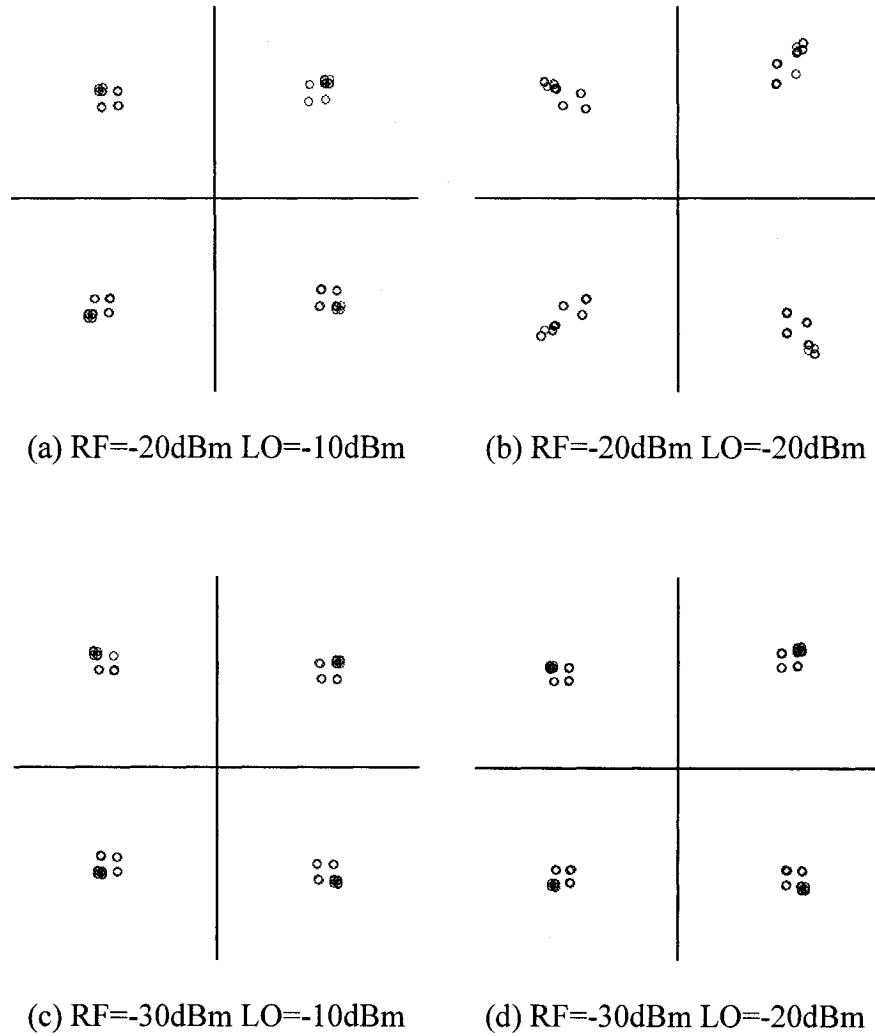 (a) RF=-20dBm LO=-10dBm
(b) RF=-20dBm LO=-20dBm
(c) RF=-30dBm LO=-10dBm
(d) RF=-30dBm LO=-20dBm